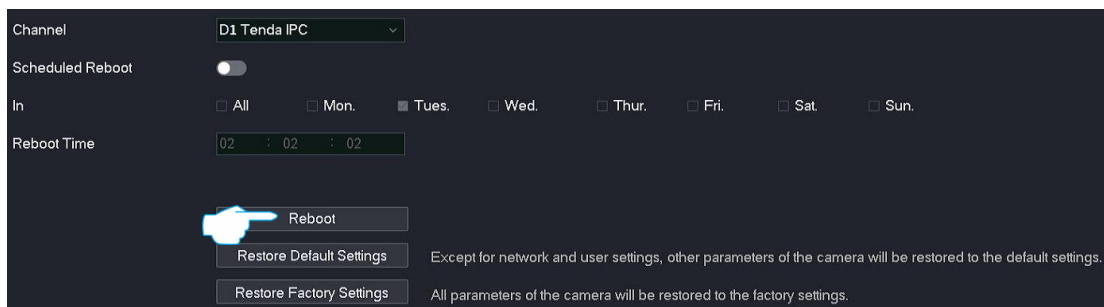 Channel D1 Tenda IPC
Scheduled Reboot
In All Mon. Tues. Wed. Thur. Fri. Sat. Sun.
Reboot Time 02 : 02 : 02
Reboot
Restore Default Settings Except for network and user settings, other parameters of the camera will be restored to the default settings.
Restore Factory Settings All parameters of the camera will be restored to the factory settings.